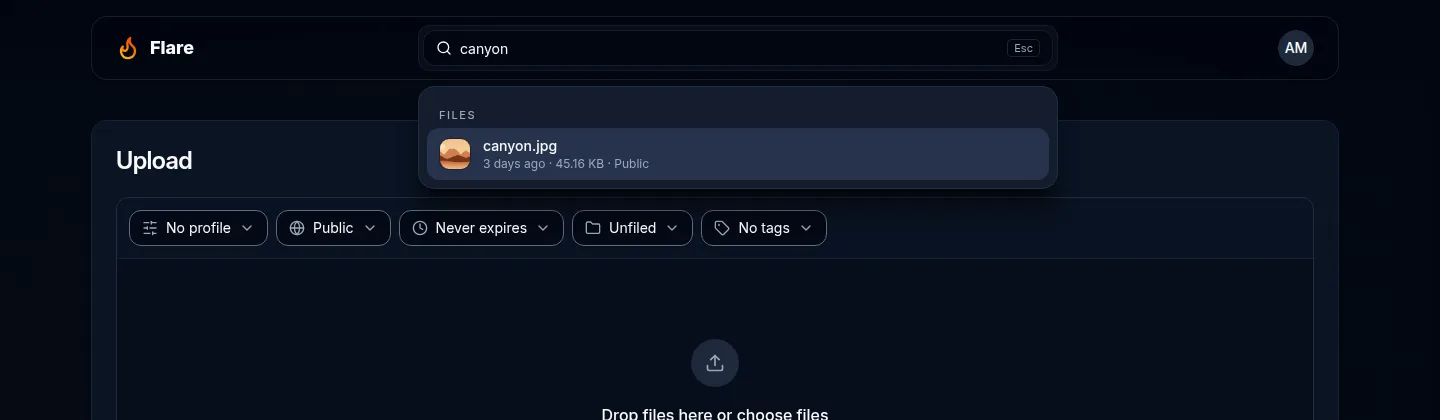 Flare
canyon
Esc
AM
FILES
canyon.jpg
3 days ago · 45.16 KB · Public
Upload
No profile
Public
Never expires
Unfiled
No tags
Drop files here or choose files